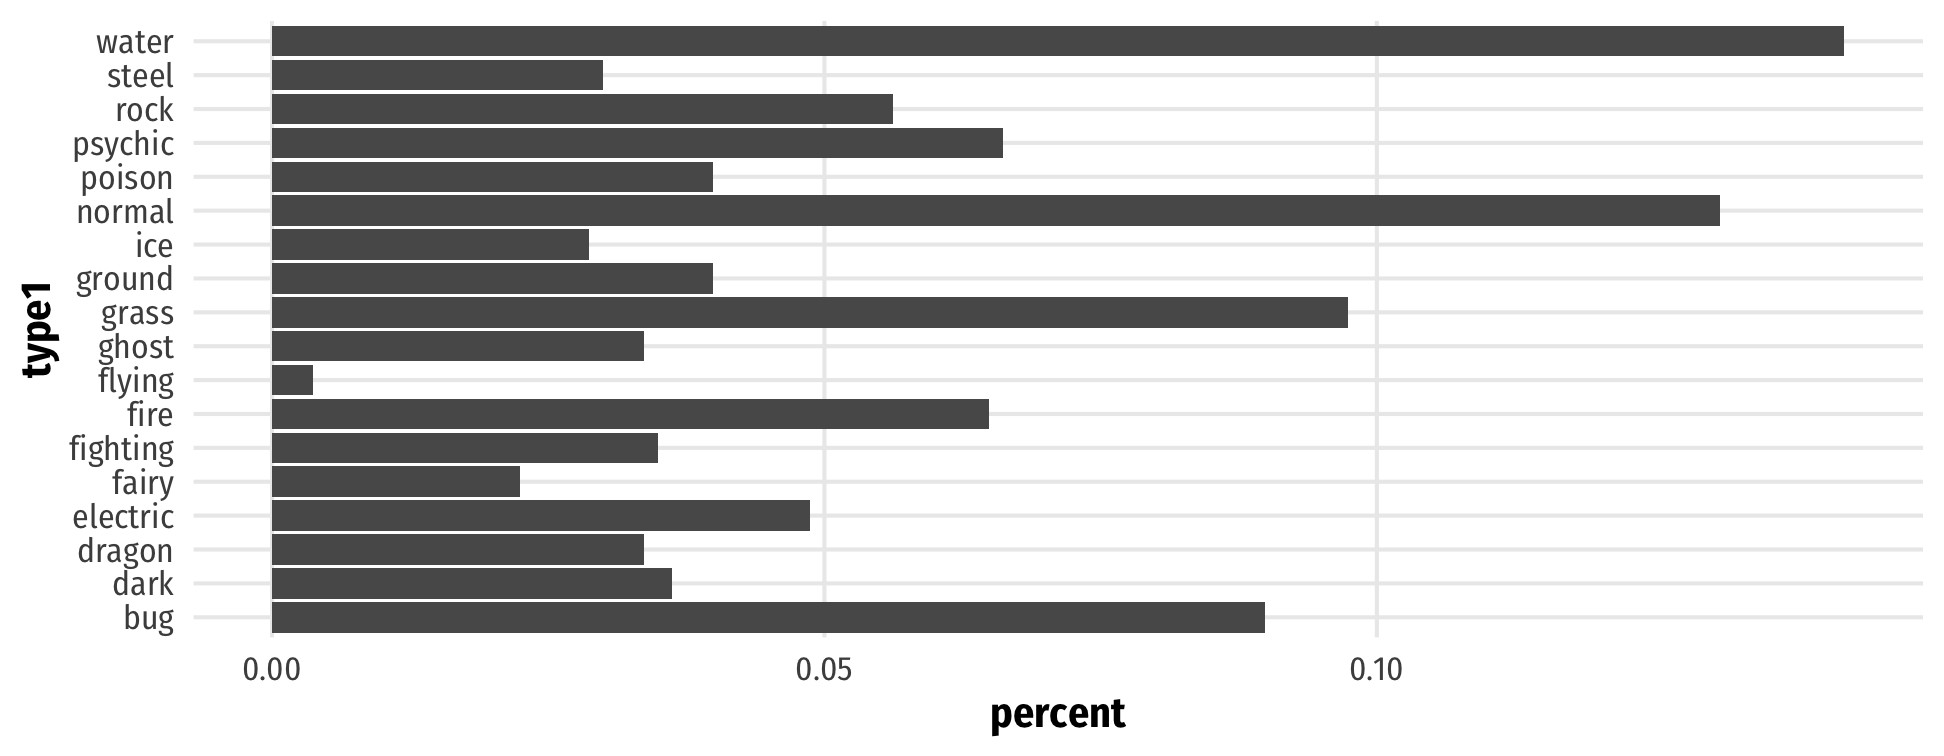 water
steel
rock
psychic
poison
normal
ice
ground
grass
ghost
flying
fire
fighting
fairy
electric
dragon
dark
bug
type1
0.00 0.05 0.10
percent